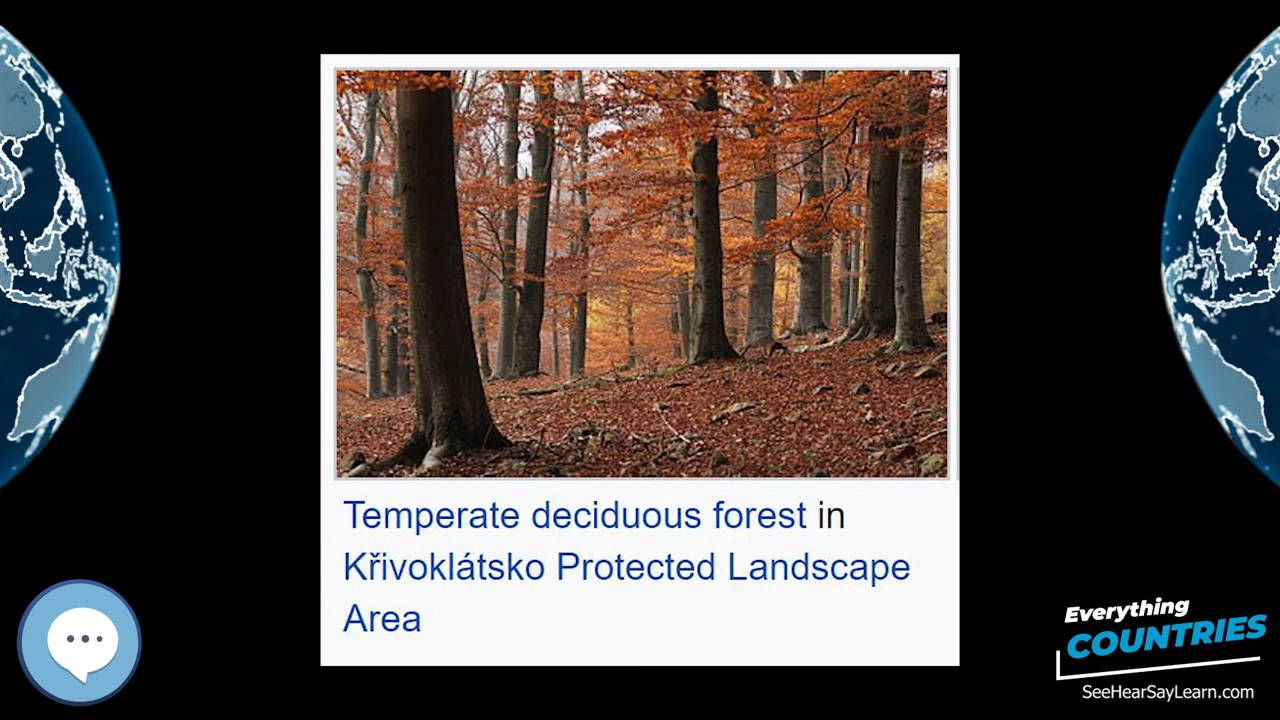 Temperate deciduous forest in
Křivoklátsko Protected Landscape
Area
Everything
COUNTRIES
SeeHearSayLearn.com